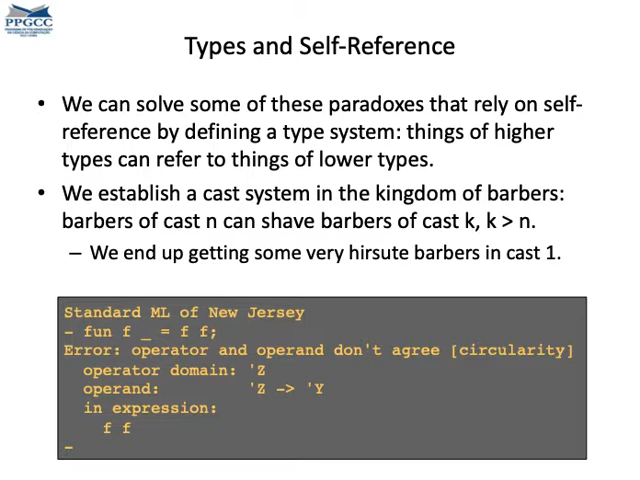 PPGCC
Types and Self-Reference
• We can solve some of these paradoxes that rely on self-
reference by defining a type system: things of higher
types can refer to things of lower types.
• We establish a cast system in the kingdom of barbers:
barbers of cast n can shave barbers of cast k, k > n.
– We end up getting some very hirsute barbers in cast 1.
Standard ML of New Jersey
- fun f _ = f f;
Error: operator and operand don't agree [circularity]
operator domain: 'Z
operand: 'Z -> 'Y
in expression:
f f
-